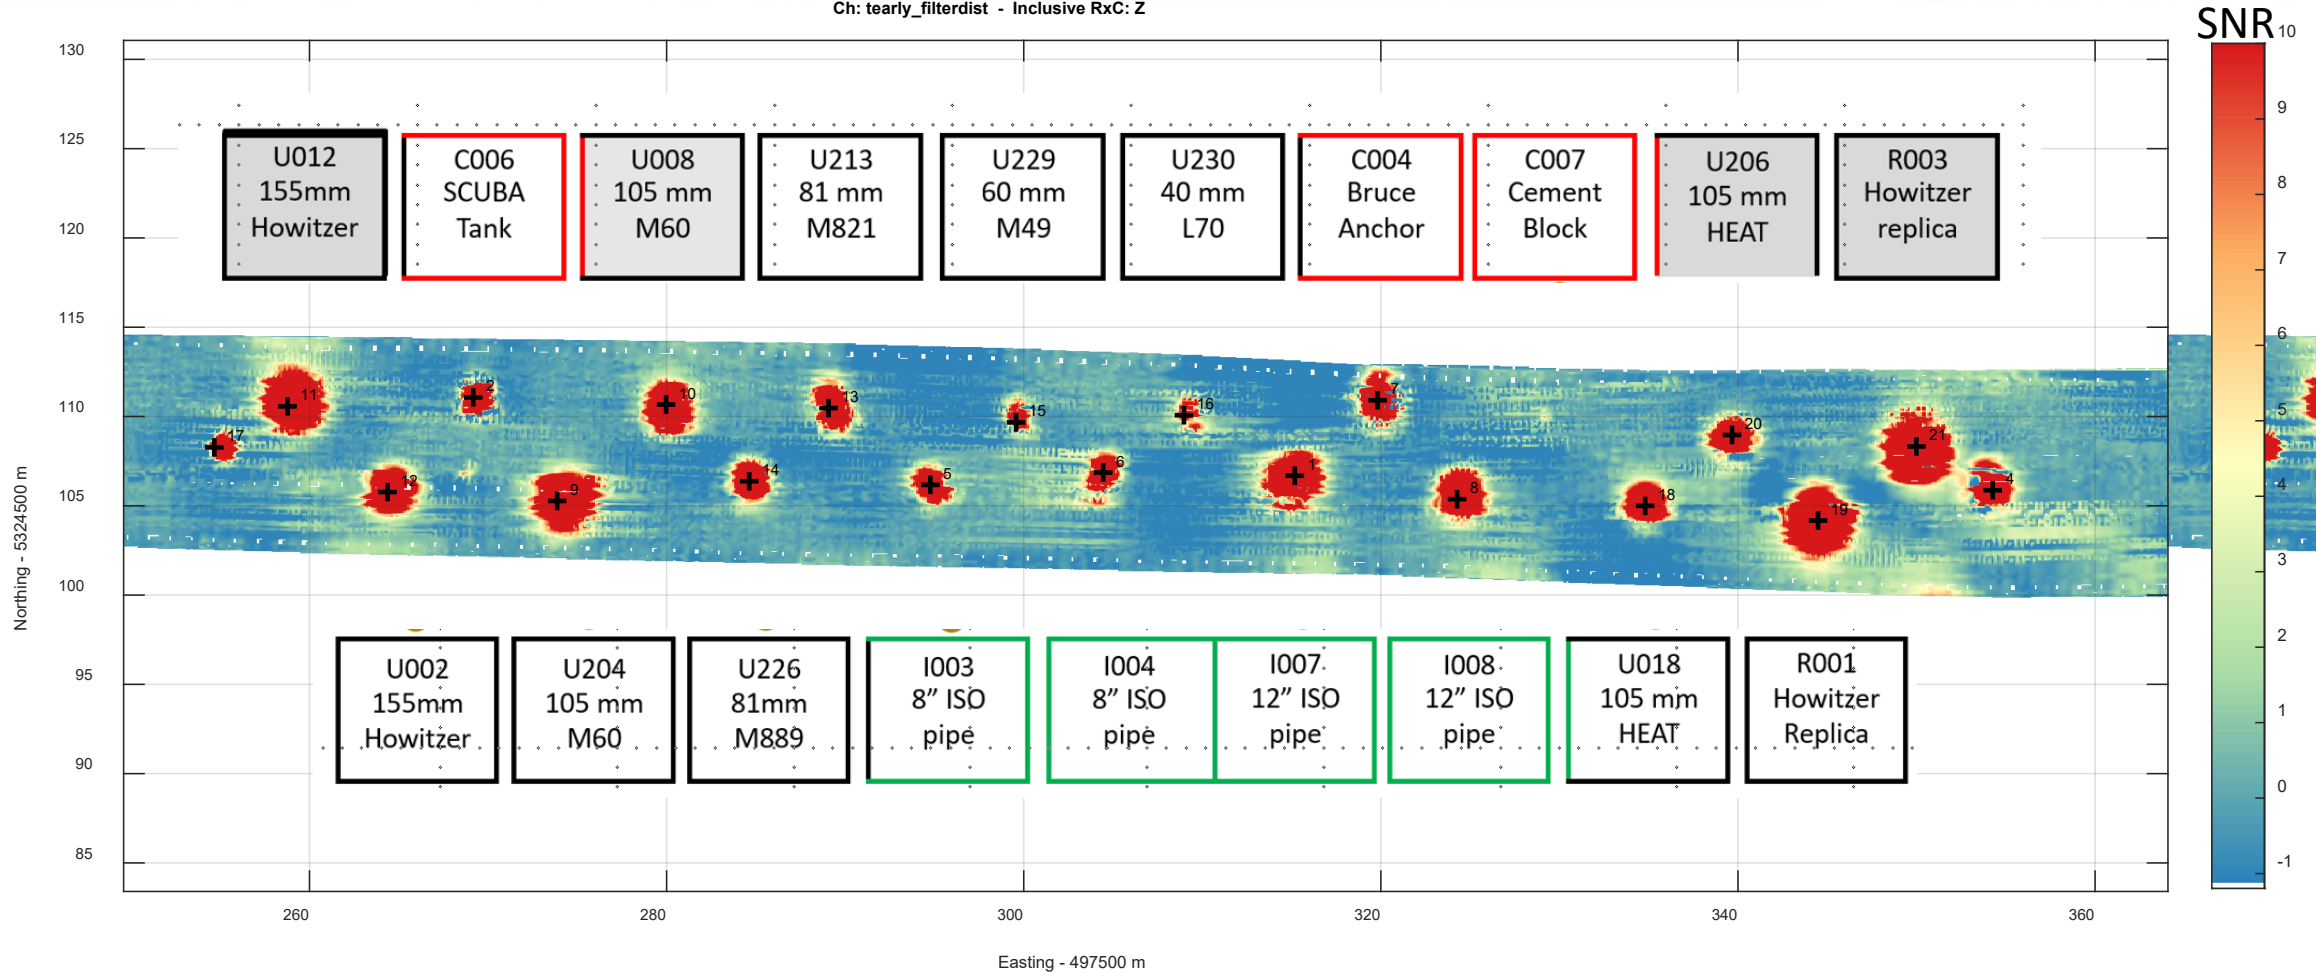 Ch: tearly_filterdist - Inclusive RxC: Z
SNR
10
9
8
7
6
5
4
3
2
1
0
-1
130
125
120
115
110
105
100
95
90
85
Northing - 5324500 m
U012
155mm
Howitzer
C006
SCUBA
Tank
U008
105 mm
M60
U213
81 mm
M821
U229
60 mm
M49
U230
40 mm
L70
C004
Bruce
Anchor
C007
Cement
Block
U206
105 mm
HEAT
R003
Howitzer
replica
11
2
10
13
15
16
7
20
21
17
12
9
14
5
6
1
8
18
19
4
U002
155mm
Howitzer
U204
105 mm
M60
U226
81mm
M889
I003
8" ISO
pipe
I004
8" ISO
pipe
I007
12" ISO
pipe
I008
12" ISO
pipe
U018
105 mm
HEAT
R001
Howitzer
Replica
260
280
300
320
340
360
Easting - 497500 m